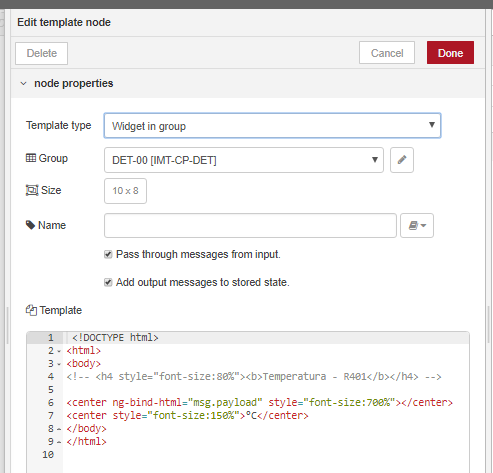 Edit template node
Delete
Cancel
Done
node properties
Template type
Widget in group
Group
DET-00 [IMT-CP-DET]
Size
10 x 8
Name
Pass through messages from input.
Add output messages to stored state.
Template
1 <!DOCTYPE html>
2 <html>
3 <body>
4 <!-- <h4 style="font-size:80%"><b>Temperatura - R401</b></h4> -->
5
6 <center ng-bind-html="msg.payload" style="font-size:700%"></center>
7 <center style="font-size:150%">°C</center>
8 </body>
9 </html>
10